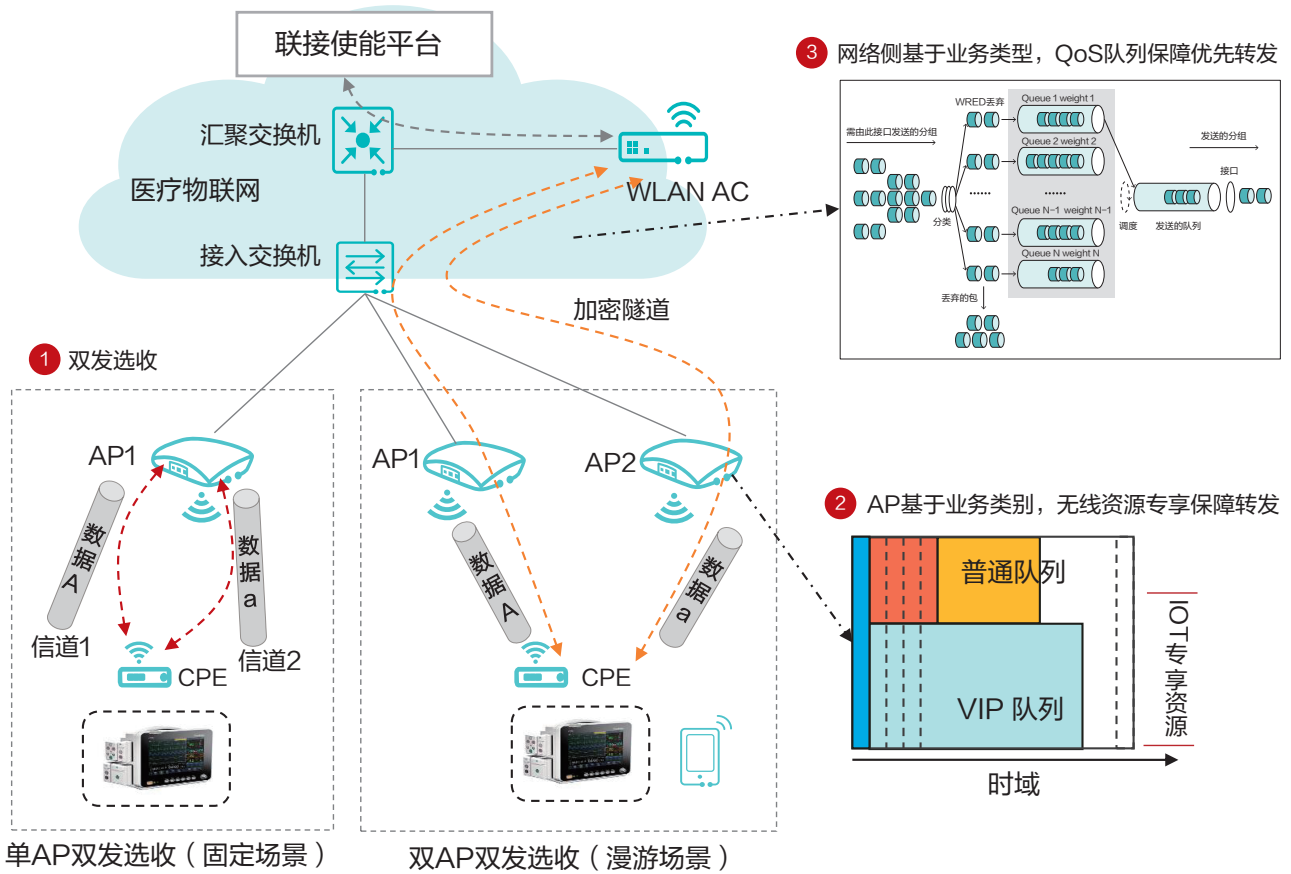 联接使能平台
汇聚交换机
医疗物联网
WLAN AC
接入交换机
加密隧道
1 双发选收
AP1
数据A
信道1
数据a
信道2
CPE
单AP双发选收（固定场景）
AP1
AP2
数据A
数据a
CPE
双AP双发选收（漫游场景）
3 网络侧基于业务类型，QoS队列保障优先转发
需由此接口发送的分组
WRED丢弃
Queue 1 weight 1
Queue 2 weight 2
......
......
Queue N-1 weight N-1
Queue N weight N
分类
丢弃的包
调度
发送的队列
发送的分组
接口
2 AP基于业务类别，无线资源专享保障转发
普通队列
VIP 队列
IOT专享资源
时域